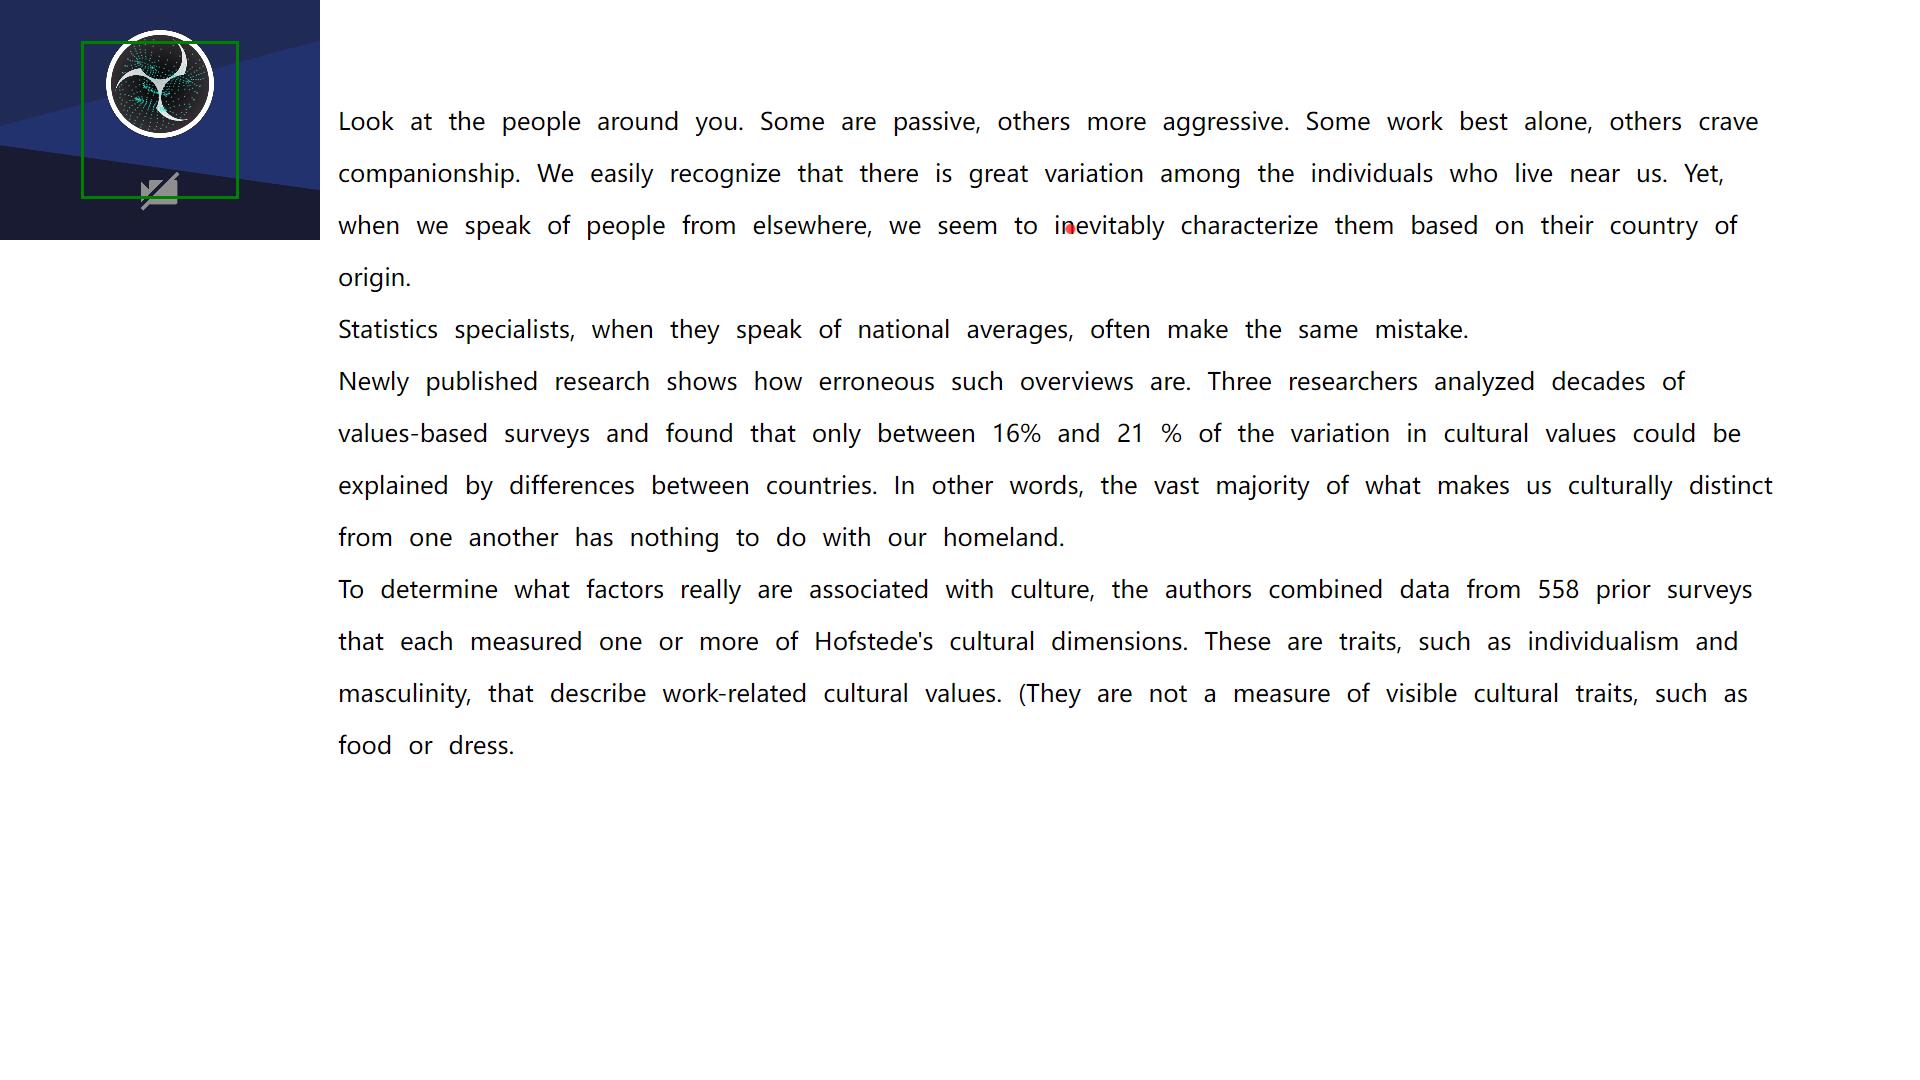 Look at the people around you. Some are passive, others more aggressive. Some work best alone, others crave
companionship. We easily recognize that there is great variation among the individuals who live near us. Yet,
when we speak of people from elsewhere, we seem to inevitably characterize them based on their country of
origin.
Statistics specialists, when they speak of national averages, often make the same mistake.
Newly published research shows how erroneous such overviews are. Three researchers analyzed decades of
values-based surveys and found that only between 16% and 21 % of the variation in cultural values could be
explained by differences between countries. In other words, the vast majority of what makes us culturally distinct
from one another has nothing to do with our homeland.
To determine what factors really are associated with culture, the authors combined data from 558 prior surveys
that each measured one or more of Hofstede's cultural dimensions. These are traits, such as individualism and
masculinity, that describe work-related cultural values. (They are not a measure of visible cultural traits, such as
food or dress.